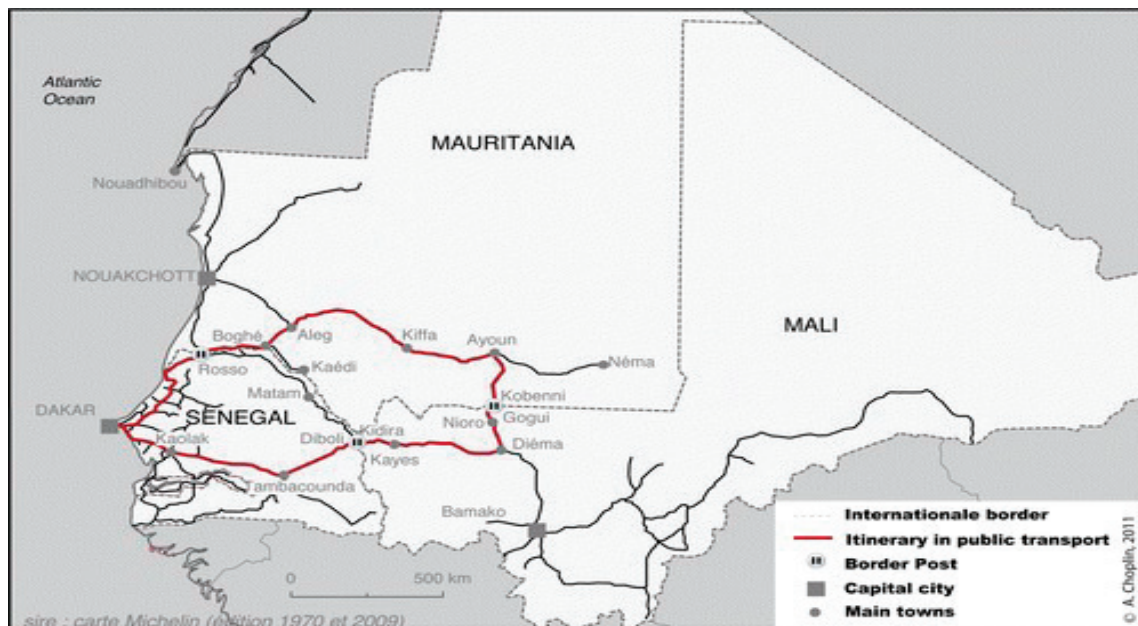 Atlantic
Ocean
MAURITANIA
Nouadhibou
NOUAKCHOTT
MALI
Boghé
Aleg
Kiffa
Ayoun
Rosso
Kaédi
Néma
Matam
Kobenni
DAKAR
SENEGAL
Nioro
Gogui
Kaolak
Diboli
Kidira
Diéma
Kayes
Tambacounda
Bamako
0 500 km
Internationale border
Itinerary in public transport
Border Post
Capital city
Main towns
sire : carte Michelin (édition 1970 et 2009)
© A. Choplin, 2011